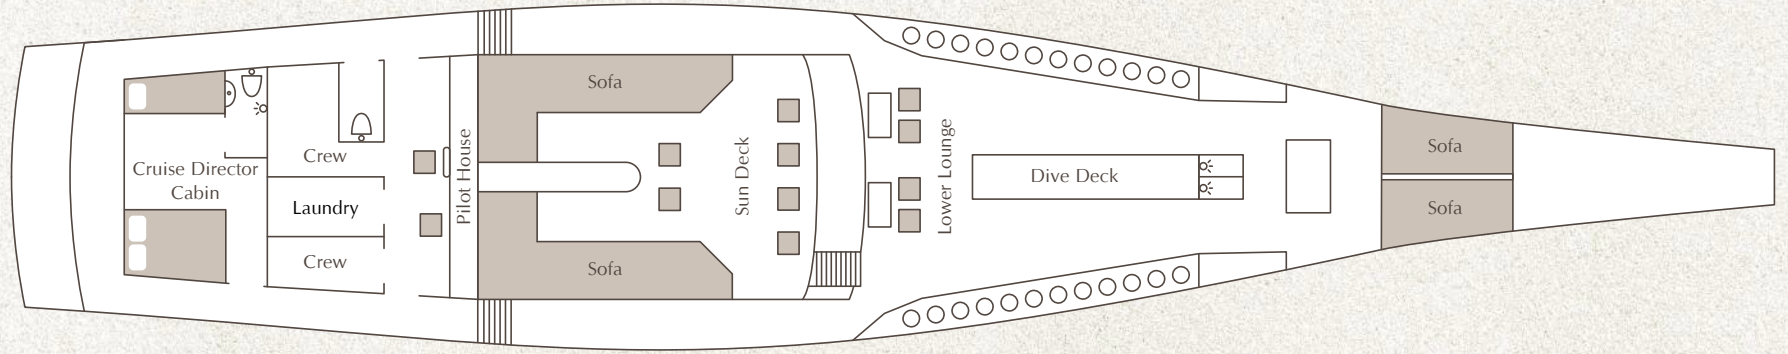 Cruise Director
Cabin
Crew
Laundry
Crew
Pilot House
Sofa
Sofa
Sun Deck
Lower Lounge
Dive Deck
Sofa
Sofa